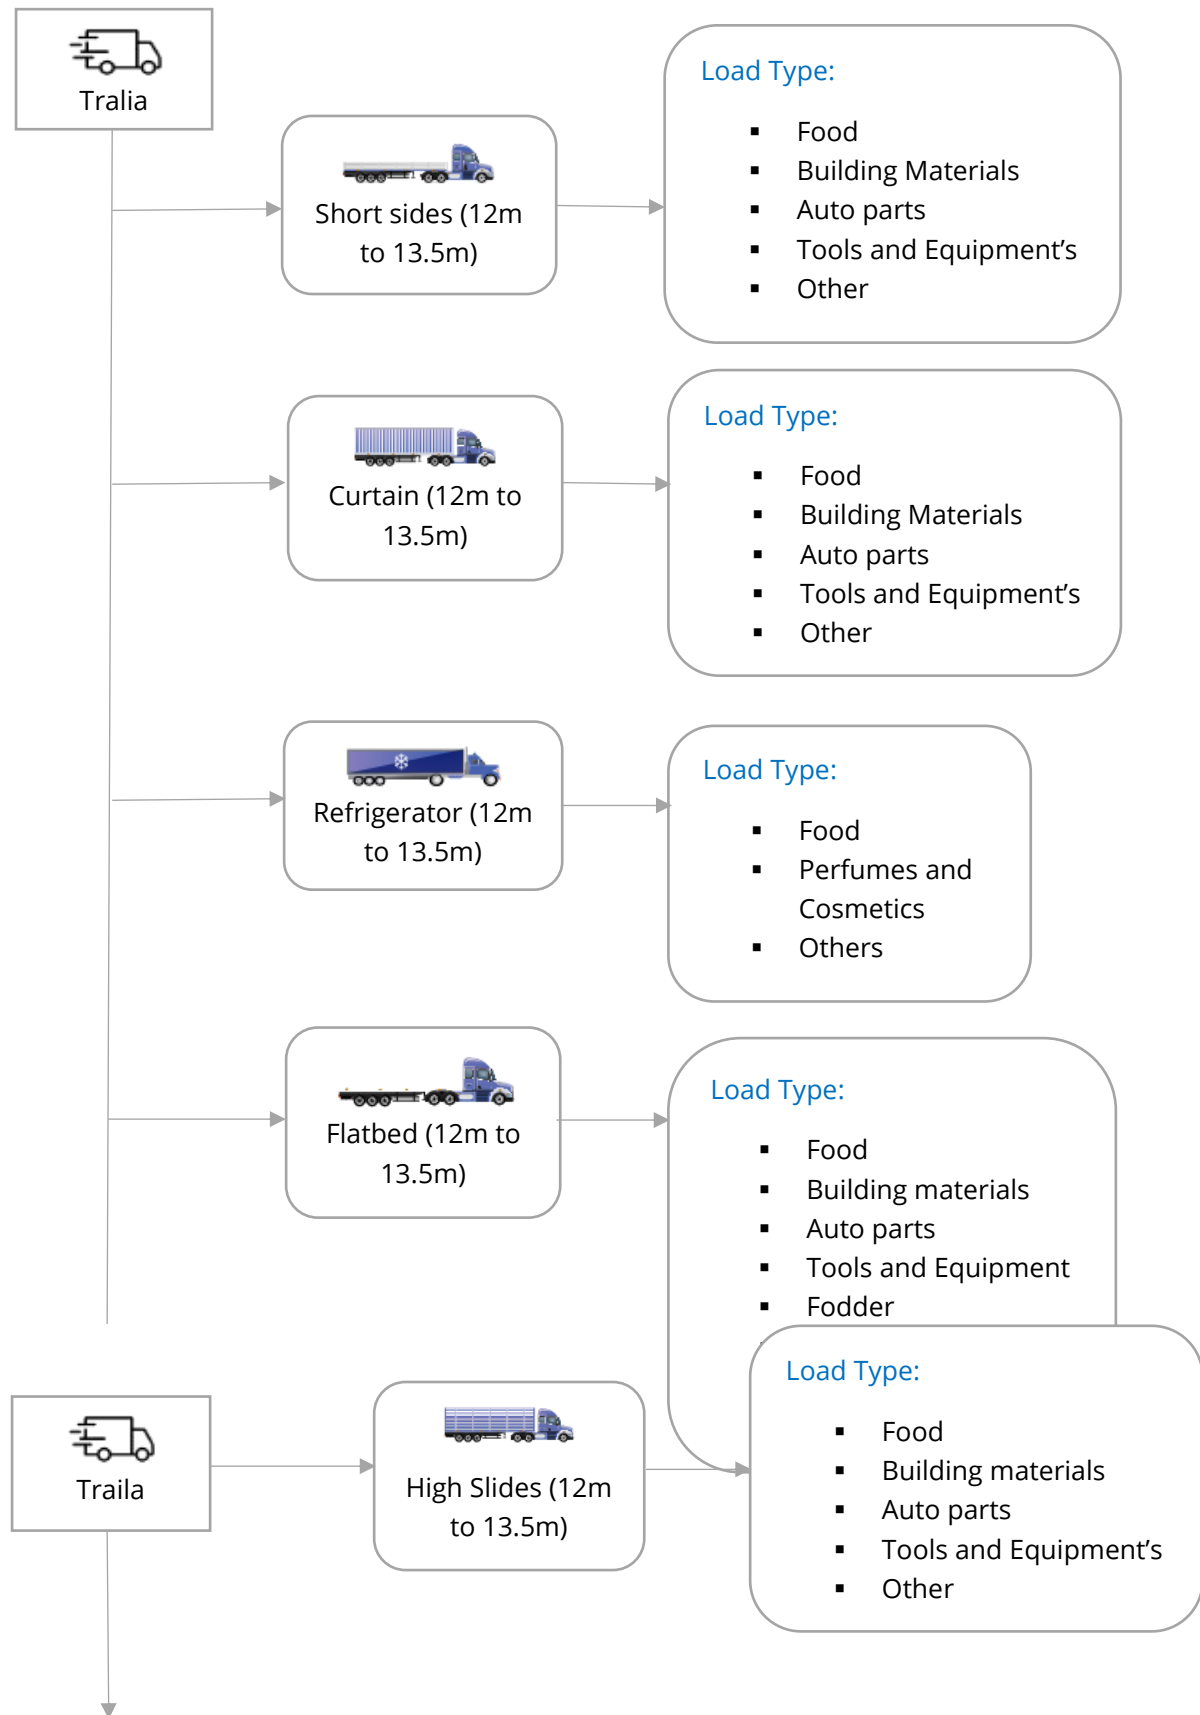 Tralia
Short sides (12m
to 13.5m)
Load Type:
▪ Food
▪ Building Materials
▪ Auto parts
▪ Tools and Equipment’s
▪ Other
Curtain (12m to
13.5m)
Load Type:
▪ Food
▪ Building Materials
▪ Auto parts
▪ Tools and Equipment’s
▪ Other
Refrigerator (12m
to 13.5m)
Load Type:
▪ Food
▪ Perfumes and
Cosmetics
▪ Others
Flatbed (12m to
13.5m)
Load Type:
▪ Food
▪ Building materials
▪ Auto parts
▪ Tools and Equipment
▪ Fodder
Traila
High Slides (12m
to 13.5m)
Load Type:
▪ Food
▪ Building materials
▪ Auto parts
▪ Tools and Equipment’s
▪ Other